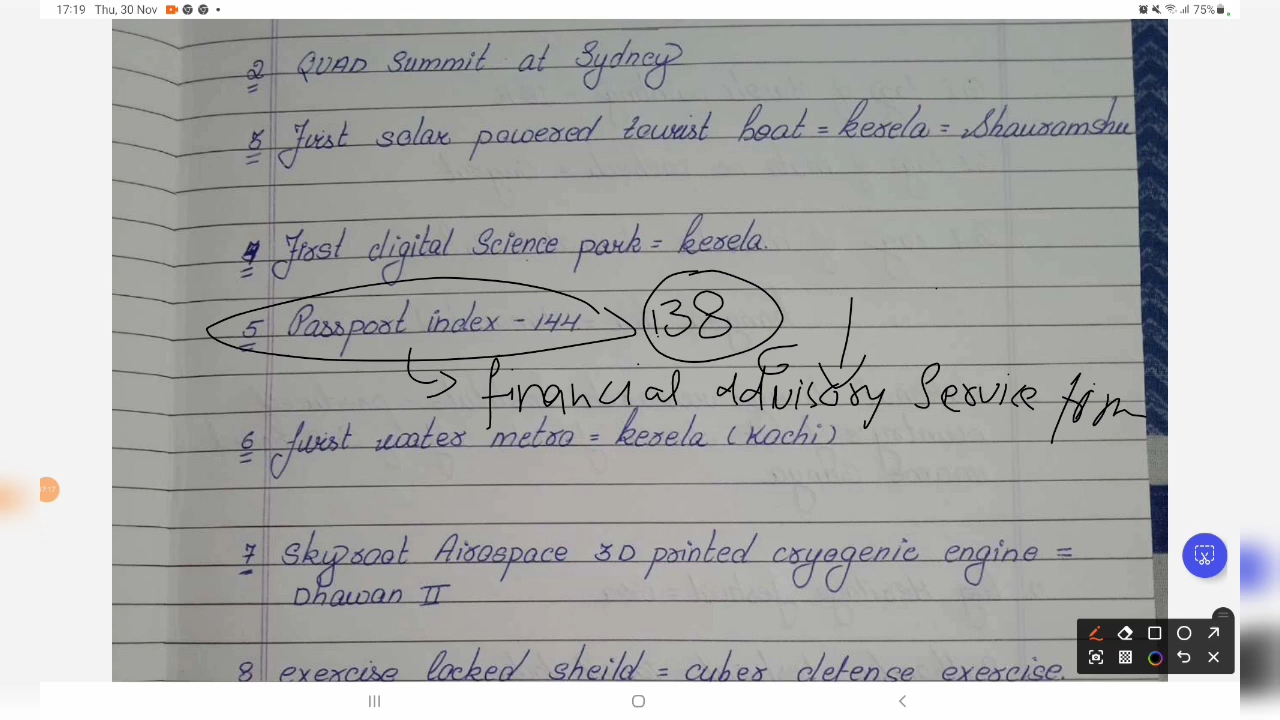 17:19 Thu, 30 Nov
75%
2 QUAD Summit at Sydney
3 First solar powered tourist boat = kerela = Shauramshu
4 First digital Science park = kerela.
5 Passport index - 144 138
financial advisory Service firm
6 first water metro = kerela (Kochi)
17:17
7 Skyroot Airospace 3D printed cryogenic engine =
Dhawan II
8 exercise locked sheild = cyber defense exercise.